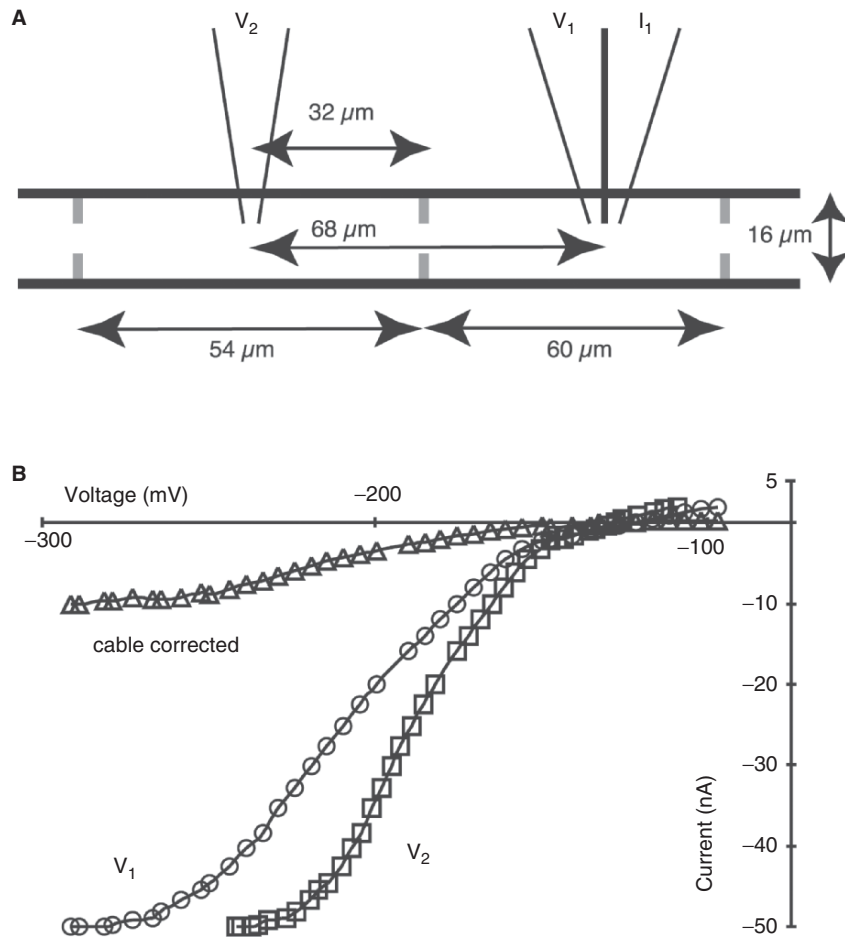 A
V₂
V₁
I₁
32 µm
68 µm
16 µm
54 µm
60 µm
B
Voltage (mV)
–200
5
–300
–100
–10
cable corrected
–20
–30
–40
V₁
V₂
Current (nA)
–50